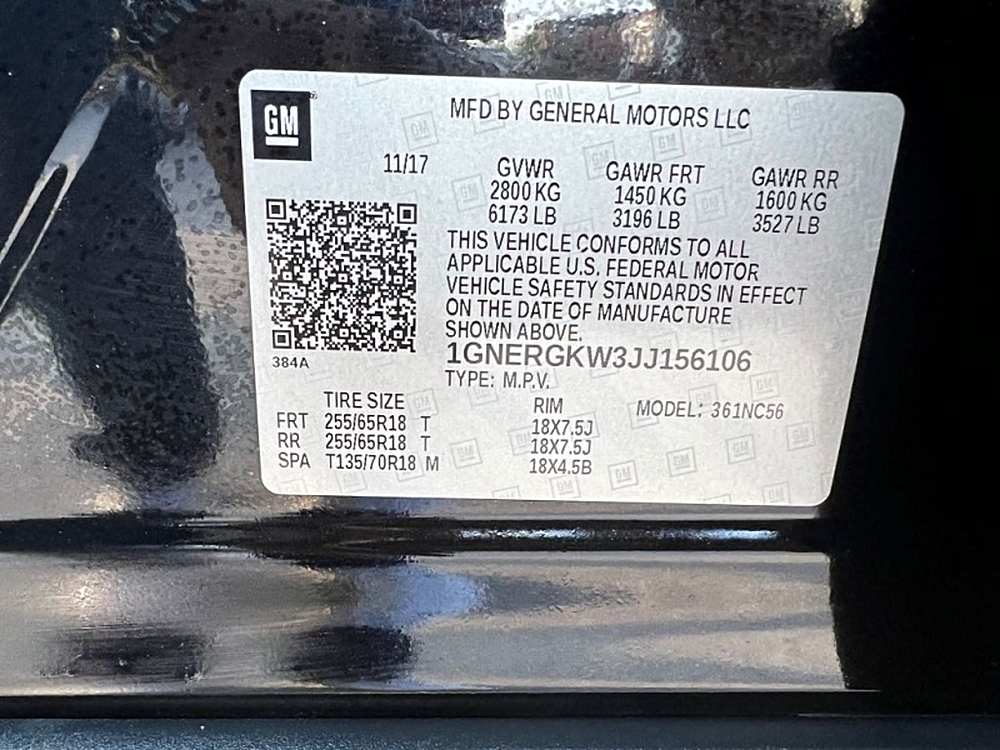 GM
MFD BY GENERAL MOTORS LLC
11/17
GVWR GAWR FRT GAWR RR
2800 KG 1450 KG 1600 KG
6173 LB 3196 LB 3527 LB
THIS VEHICLE CONFORMS TO ALL
APPLICABLE U.S. FEDERAL MOTOR
VEHICLE SAFETY STANDARDS IN EFFECT
ON THE DATE OF MANUFACTURE
SHOWN ABOVE.
1GNERGKW3JJ156106
384A
TYPE: M.P.V.
TIRE SIZE RIM MODEL: 361NC56
FRT 255/65R18 T 18X7.5J
RR 255/65R18 T 18X7.5J
SPA T135/70R18 M 18X4.5B